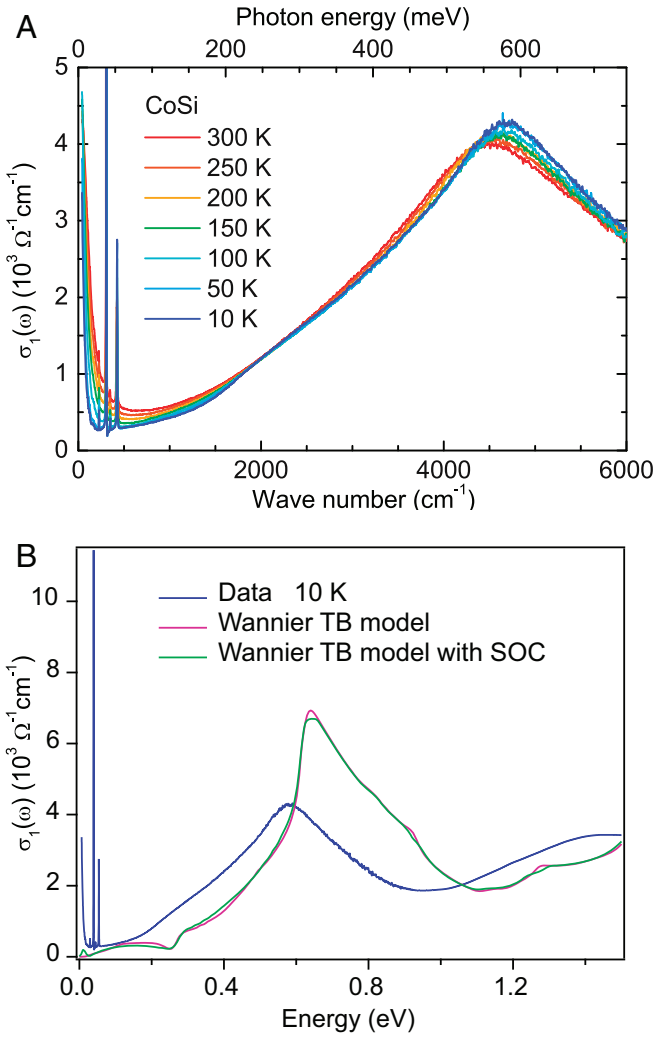 A
Photon energy (meV)
0 200 400 600
5
4
3
2
1
0
σ₁(ω) (10³ Ω⁻¹cm⁻¹)
CoSi
300 K
250 K
200 K
150 K
100 K
50 K
10 K
0 2000 4000 6000
Wave number (cm⁻¹)
B
10
8
6
4
2
0
σ₁(ω) (10³ Ω⁻¹cm⁻¹)
Data 10 K
Wannier TB model
Wannier TB model with SOC
0.0 0.4 0.8 1.2
Energy (eV)